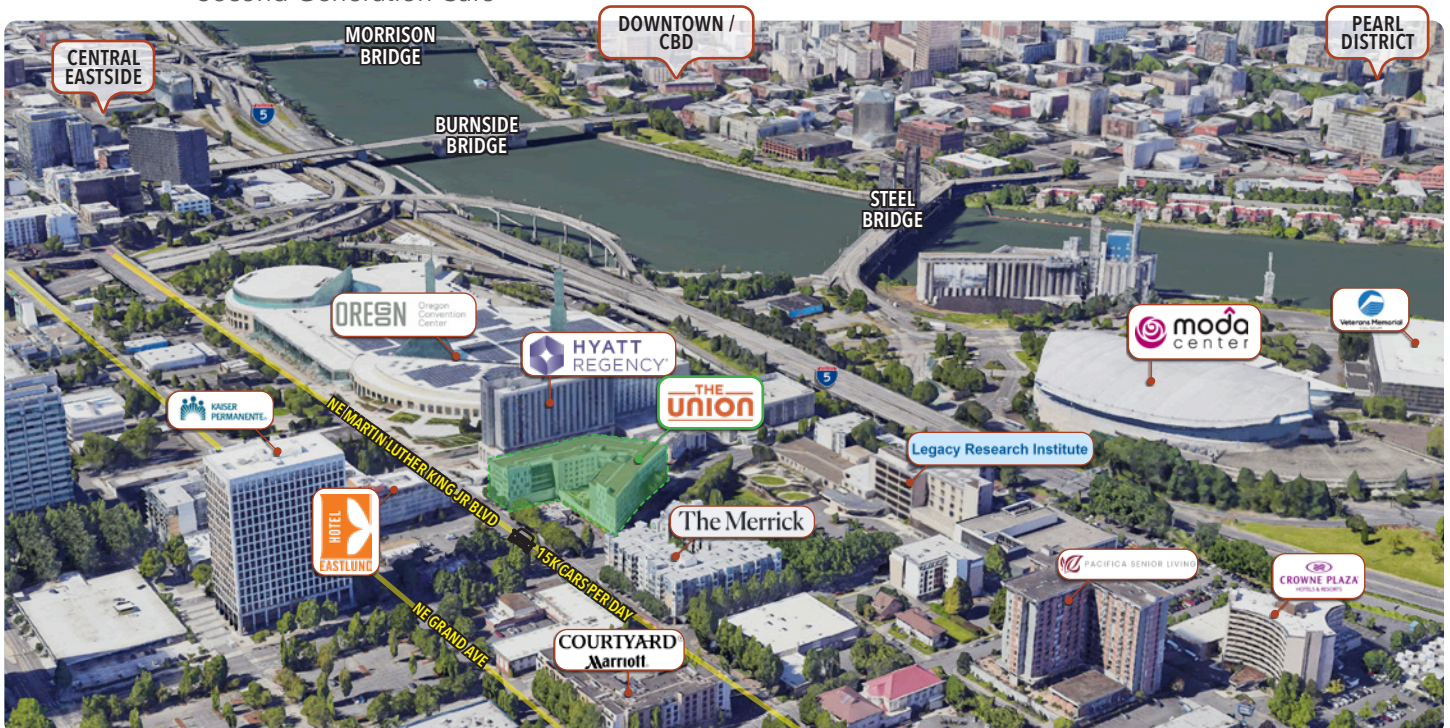 Second Generation Cafe
CENTRAL
EASTSIDE
MORRISON
BRIDGE
DOWNTOWN /
CBD
PEARL
DISTRICT
5
BURNSIDE
BRIDGE
STEEL
BRIDGE
OREGON
Oregon
Convention
Center
HYATT
REGENCY
THE
UNION
5
moda
center
Veterans Memorial
KAISER
PERMANENTE
NE MARTIN LUTHER KING JR BLVD
15K CARS PER DAY
Legacy Research Institute
HOTEL
EASTLUND
The Merrick
PACIFICA SENIOR LIVING
CROWNE PLAZA
HOTELS & RESORTS
NE GRAND AVE
COURTYARD
Marriott